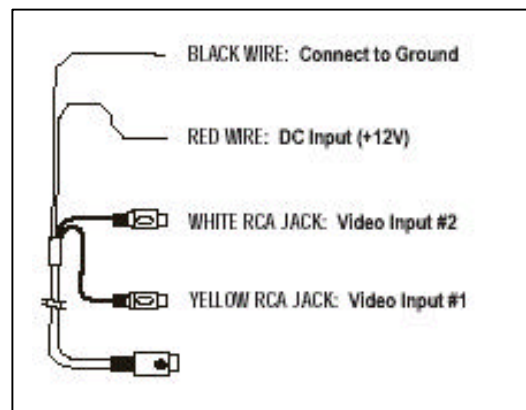 BLACK WIRE: Connect to Ground
RED WIRE: DC Input (+12V)
WHITE RCA JACK: Video Input #2
YELLOW RCA JACK: Video Input #1